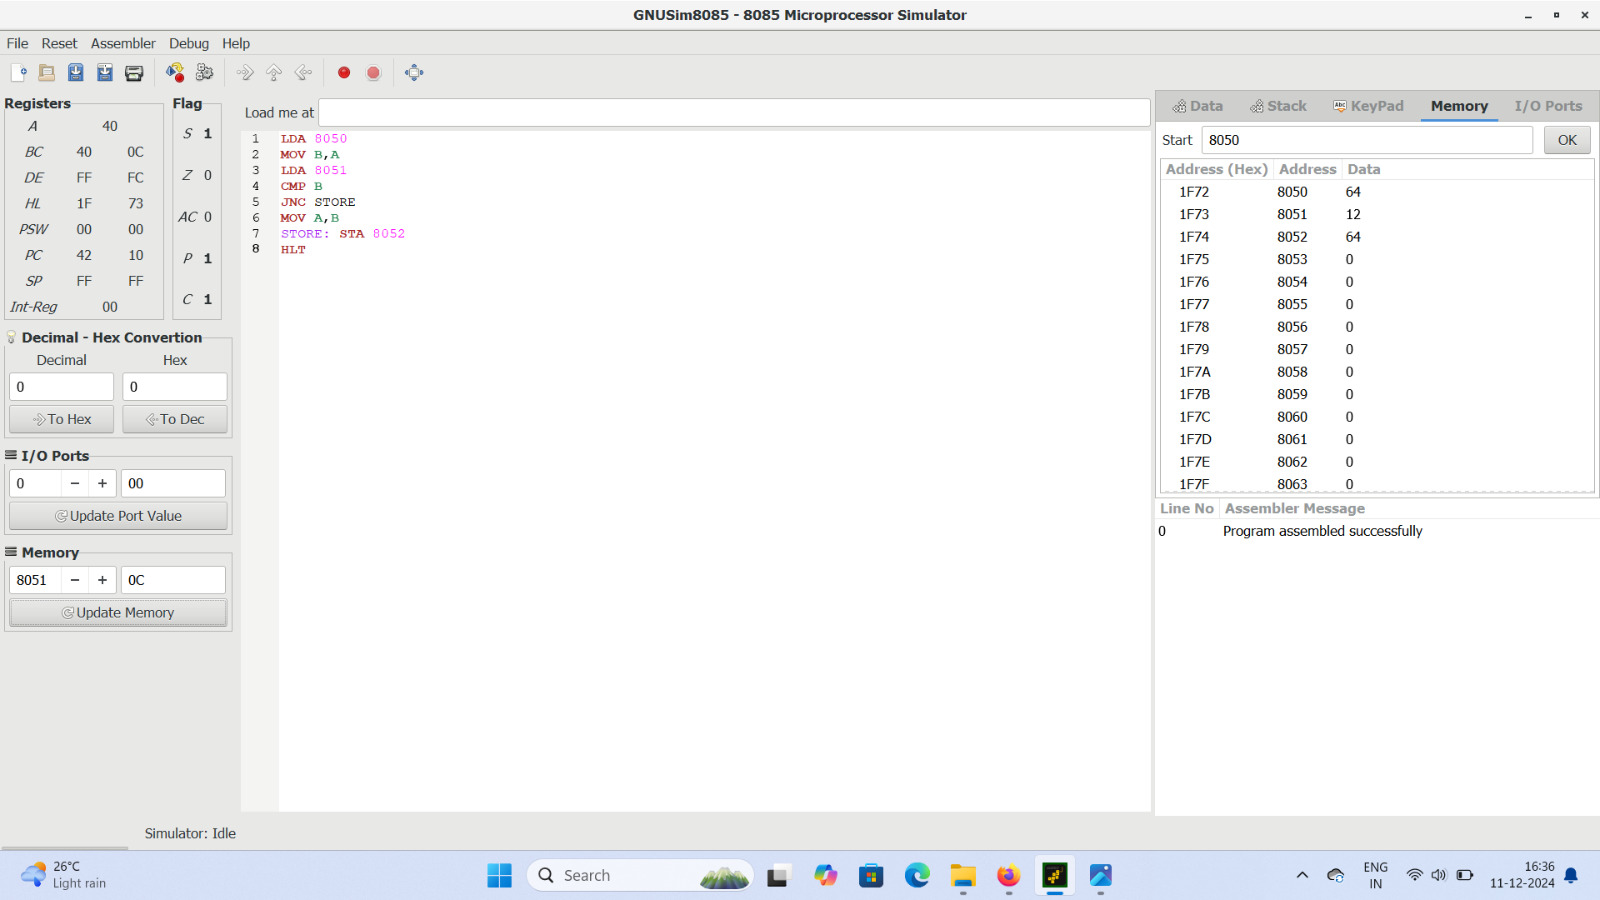 GNUSim8085 - 8085 Microprocessor Simulator
File Reset Assembler Debug Help
Registers
A 40
BC 40 0C
DE FF FC
HL 1F 73
PSW 00 00
PC 42 10
SP FF FF
Int-Reg 00
Flag
S 1
Z 0
AC 0
P 1
C 1
Decimal - Hex Convertion
Decimal Hex
0 0
To Hex To Dec
I/O Ports
0 - + 00
Update Port Value
Memory
8051 - + 0C
Update Memory
Load me at
1 LDA 8050
2 MOV B,A
3 LDA 8051
4 CMP B
5 JNC STORE
6 MOV A,B
7 STORE: STA 8052
8 HLT
Data Stack KeyPad Memory I/O Ports
Start 8050 OK
Address (Hex) Address Data
1F72 8050 64
1F73 8051 12
1F74 8052 64
1F75 8053 0
1F76 8054 0
1F77 8055 0
1F78 8056 0
1F79 8057 0
1F7A 8058 0
1F7B 8059 0
1F7C 8060 0
1F7D 8061 0
1F7E 8062 0
1F7F 8063 0
Line No Assembler Message
0 Program assembled successfully
Simulator: Idle
26°C
Light rain
Search
ENG
IN
16:36
11-12-2024